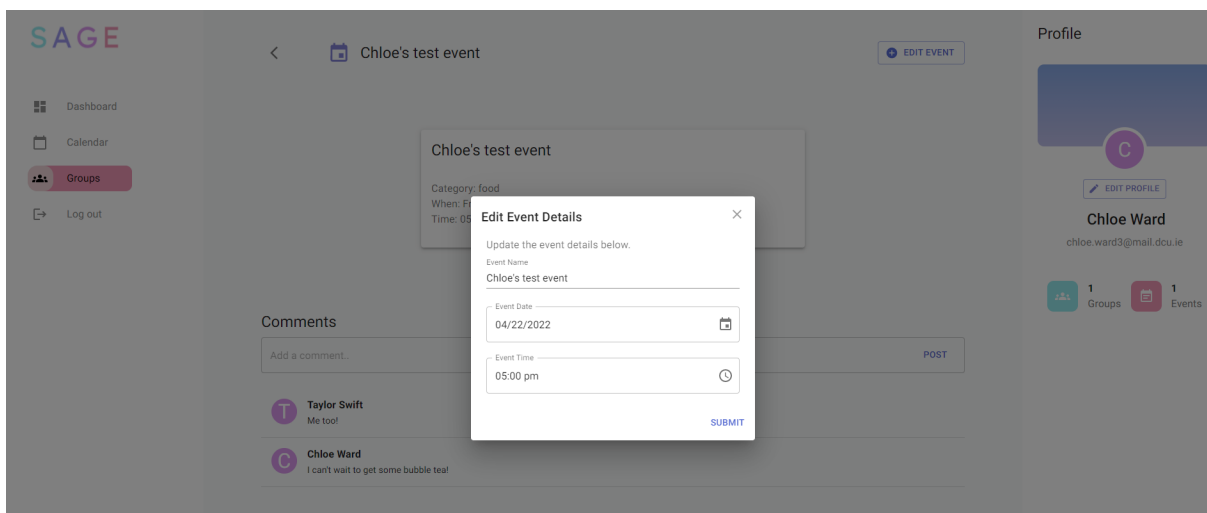 SAGE
Dashboard
Calendar
Groups
Log out
Chloe's test event
EDIT EVENT
Chloe's test event
Category: food
When: F
Time: 05
Edit Event Details
Update the event details below.
Event Name
Chloe's test event
Event Date
04/22/2022
Event Time
05:00 pm
SUBMIT
Comments
Add a comment..
POST
T
Taylor Swift
Me too!
C
Chloe Ward
I can't wait to get some bubble tea!
Profile
C
EDIT PROFILE
Chloe Ward
chloe.ward3@mail.dcu.ie
1
Groups
1
Events